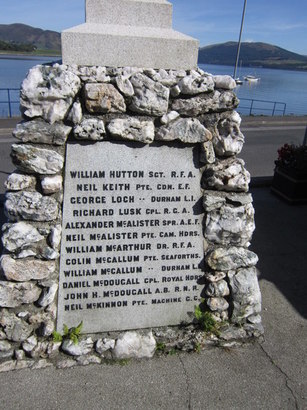 WILLIAM HUTTON SGT. R.F.A.
NEIL KEITH PTE. CDN. E.F.
GEORGE LOCH " DURHAM L.I.
RICHARD LUSK CPL. R.G.A.
ALEXANDER McALISTER SPR. A.E.F.
NEIL McALISTER PTE. CAM. HDRS.
WILLIAM McARTHUR DR. R.F.A.
COLIN McCALLUM PTE. SEAFORTHS.
WILLIAM McCALLUM " DURHAM L.I.
DANIEL McDOUGALL CPL. ROYAL HDRS.
JOHN H. McDOUGALL A.B. R.N.R.
NEIL McKINNON PTE. MACHINE G.C.